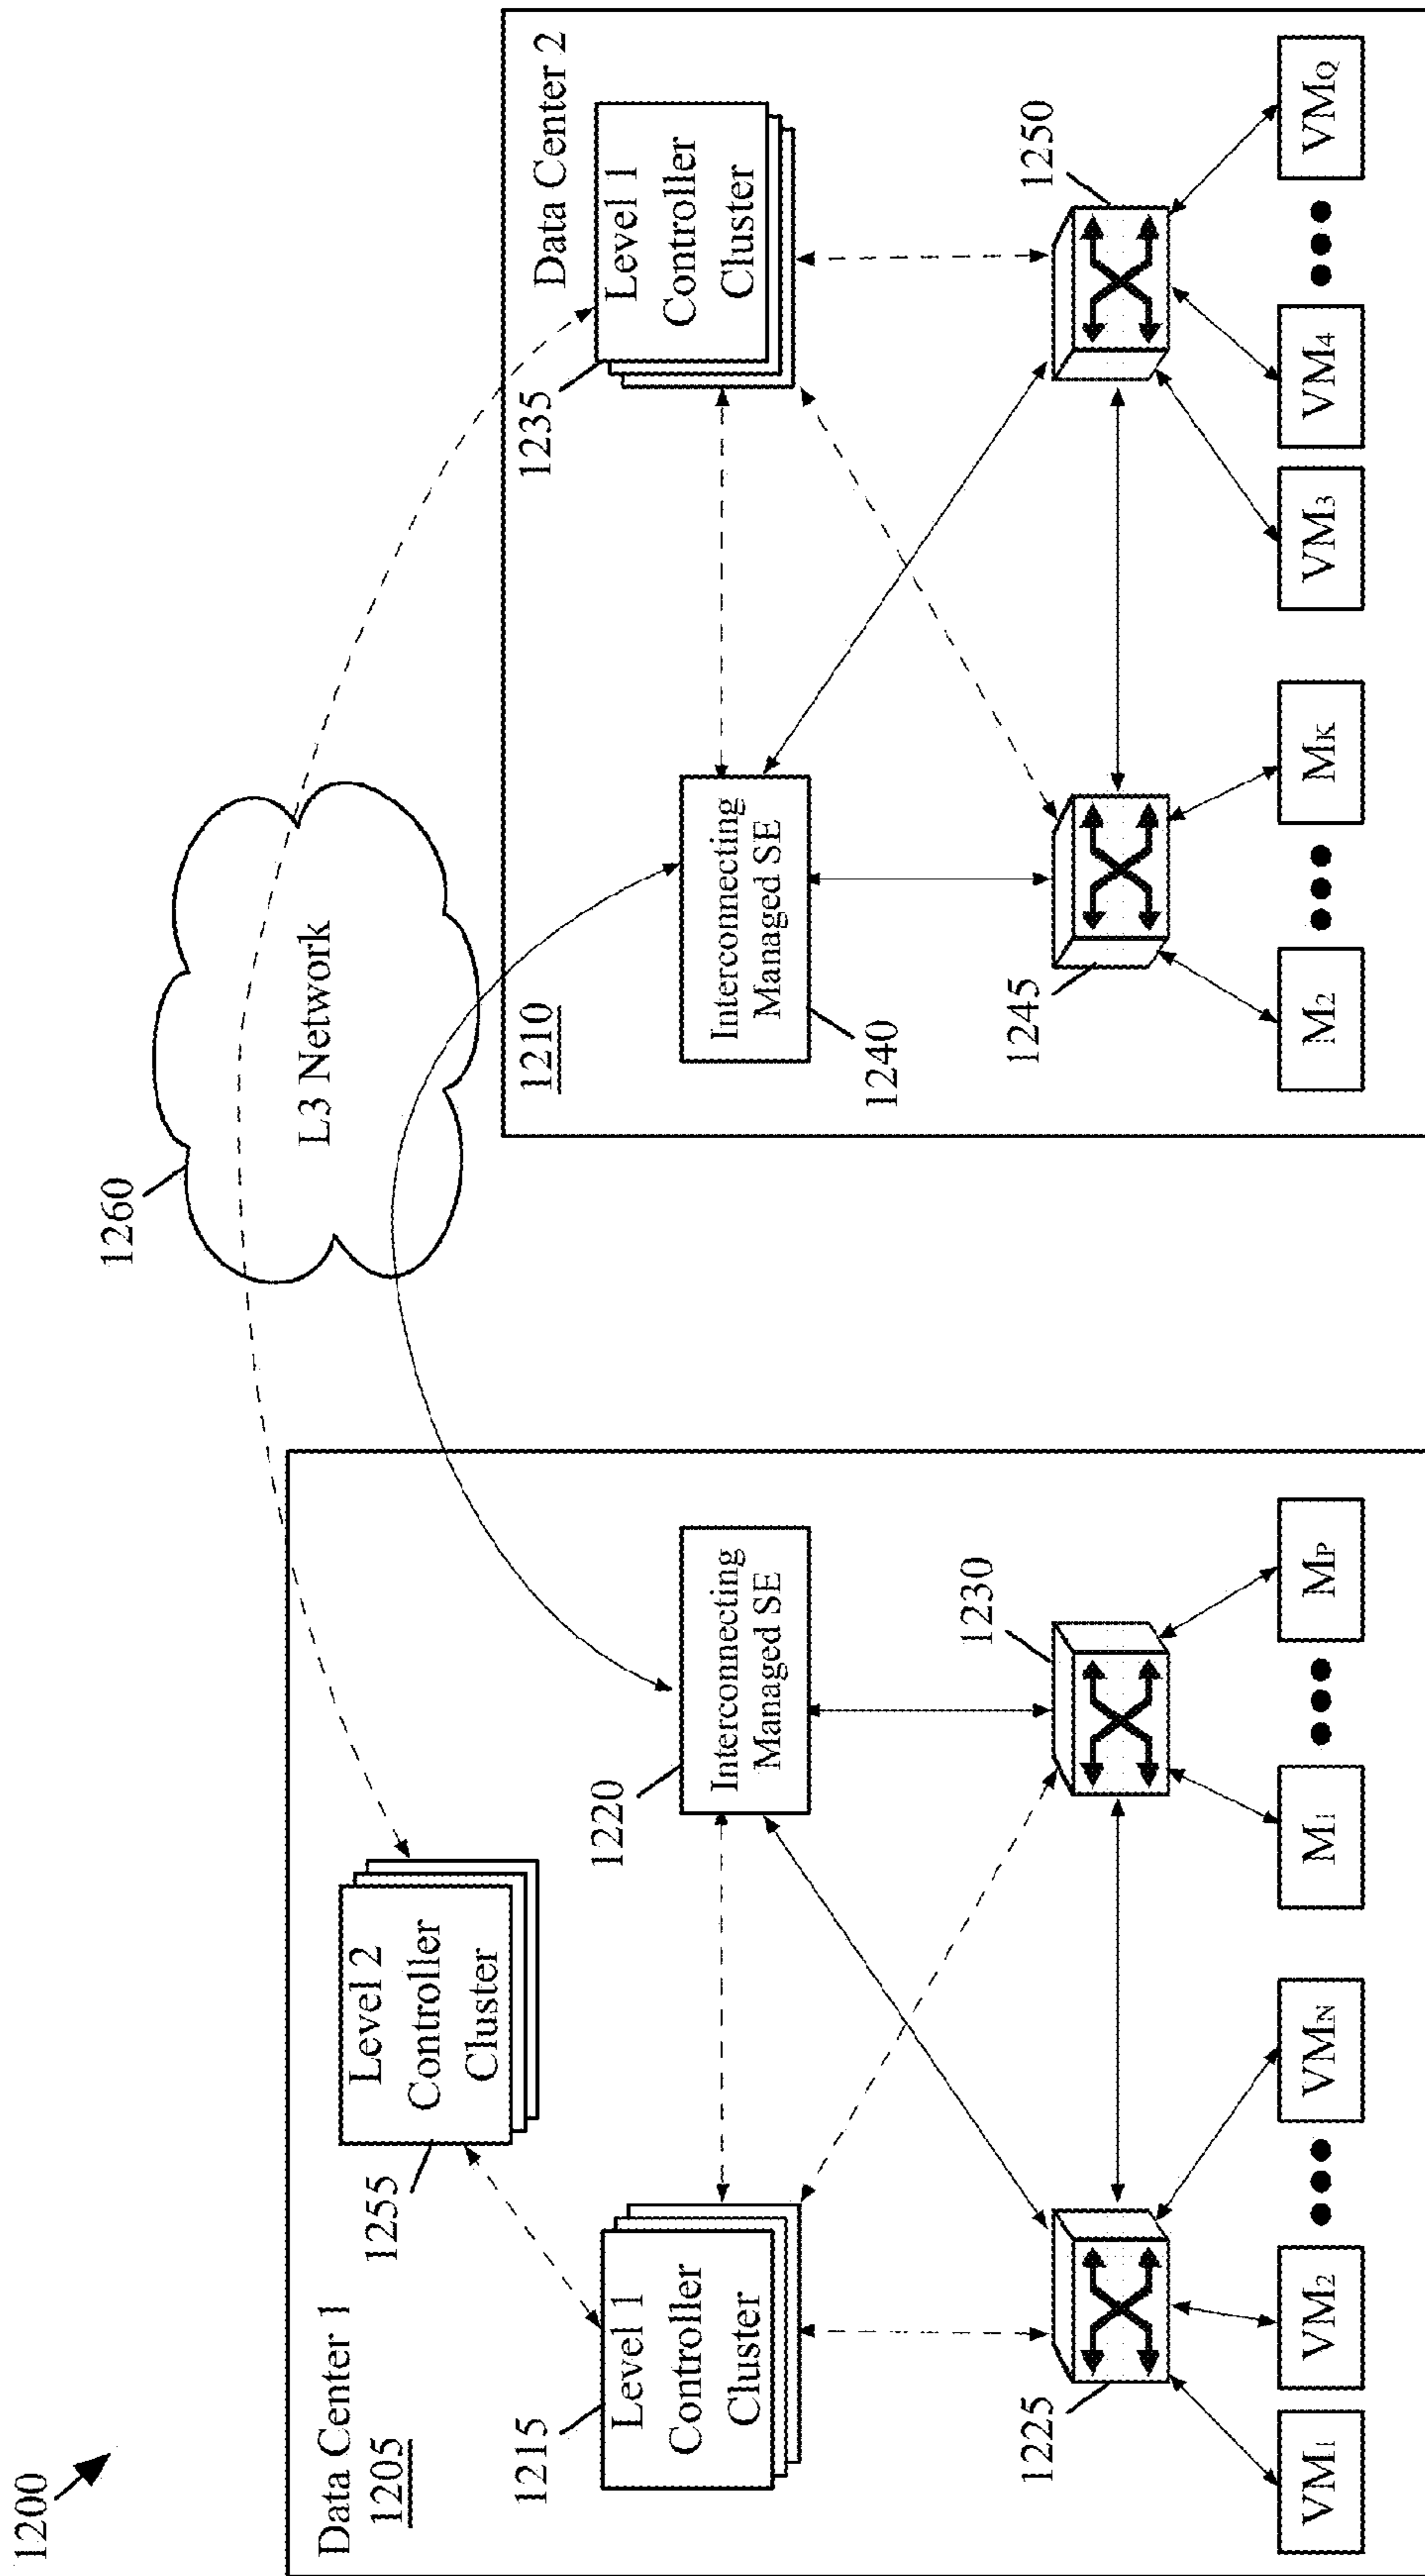 1200
1260
L3 Network
Data Center 1
1205
Level 2
Controller
Cluster
1255
1215
Level 1
Controller
Cluster
1220
Interconnecting
Managed SE
1225
1230
VM1
VM2
VMN
M1
MP
Data Center 2
1210
1235
Level 1
Controller
Cluster
Interconnecting
Managed SE
1240
1245
1250
M2
MK
VM3
VM4
VMQ